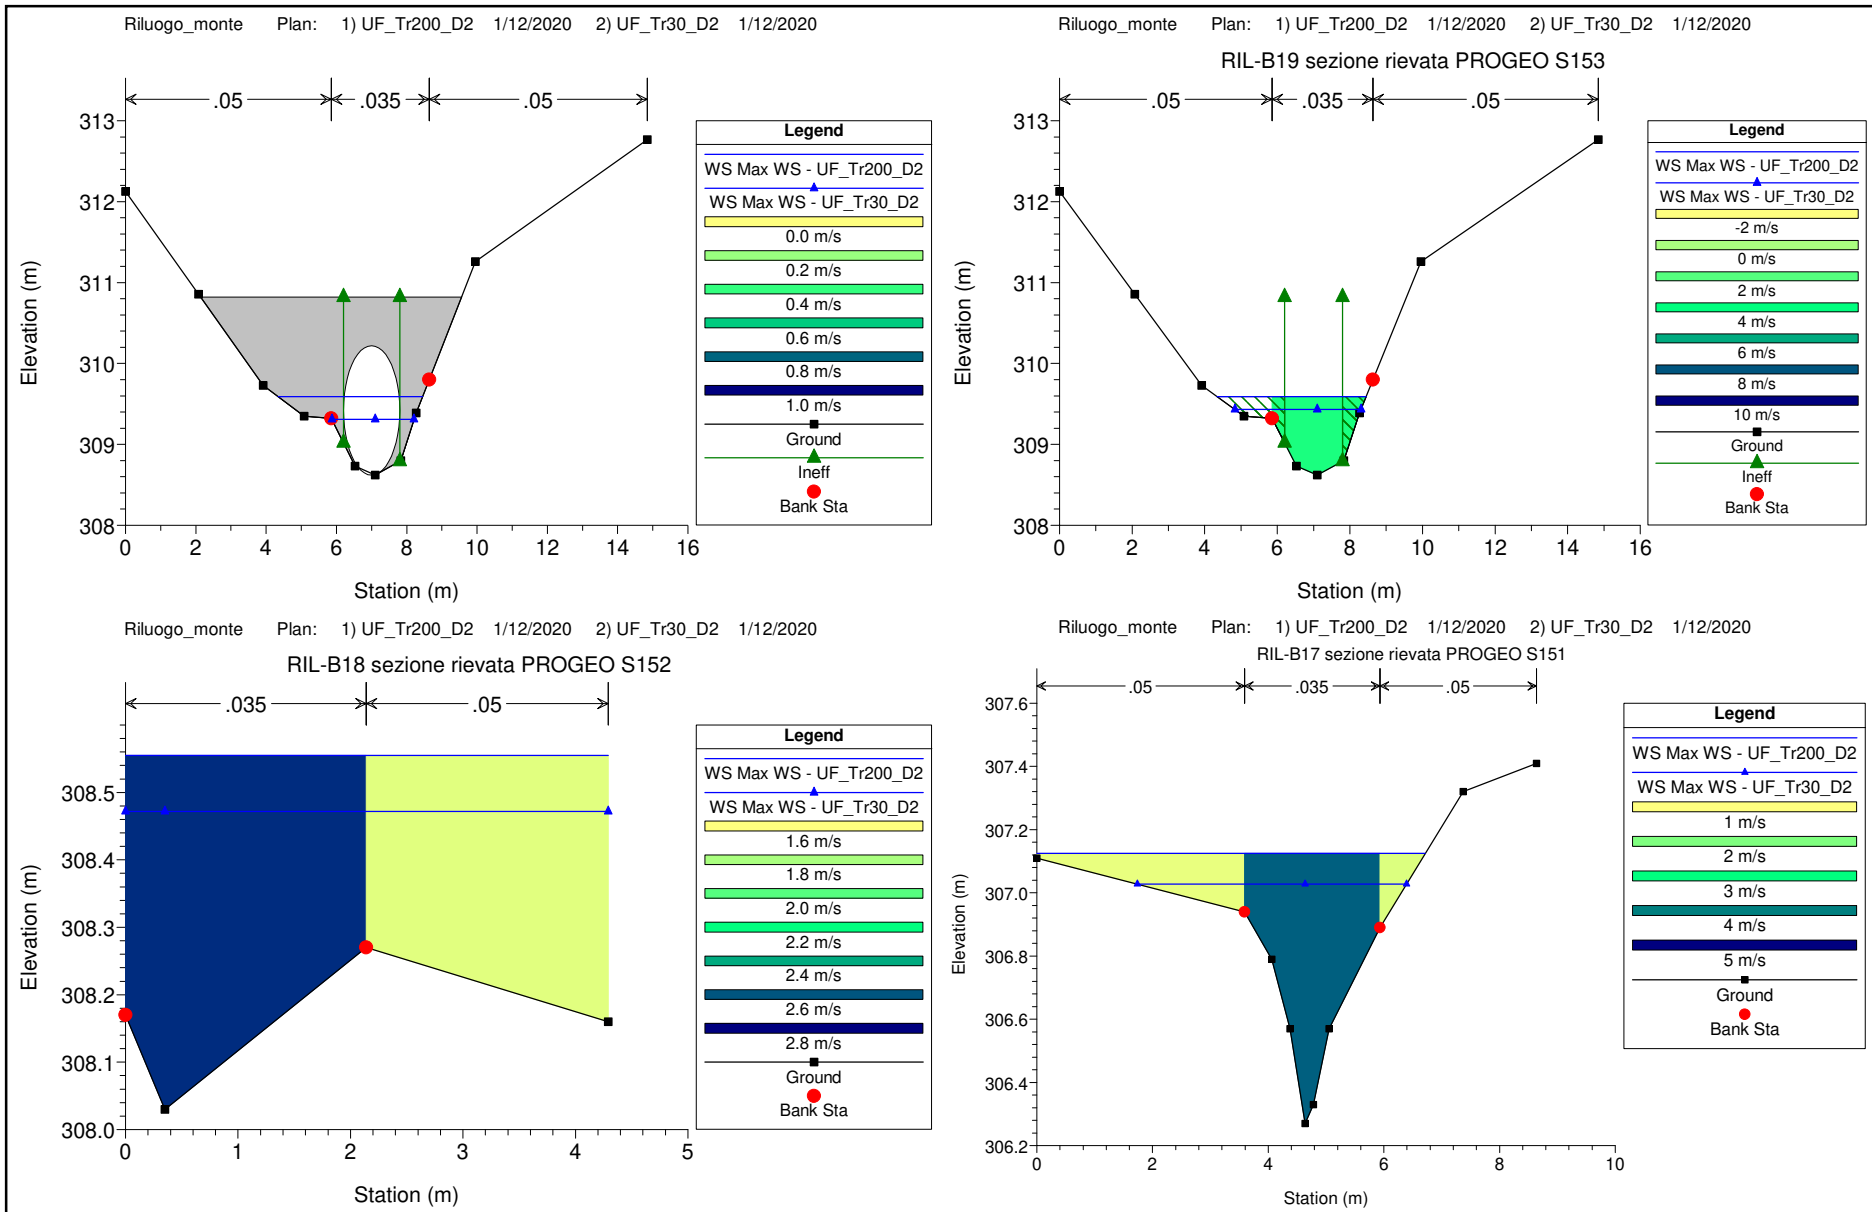 Riluogo_monte Plan: 1) UF_Tr200_D2 1/12/2020 2) UF_Tr30_D2 1/12/2020
.05 .035 .05
313
312
311
310
309
308
Elevation (m)
0 2 4 6 8 10 12 14 16
Station (m)
Legend
WS Max WS - UF_Tr200_D2
WS Max WS - UF_Tr30_D2
0.0 m/s
0.2 m/s
0.4 m/s
0.6 m/s
0.8 m/s
1.0 m/s
Ground
Ineff
Bank Sta
Riluogo_monte Plan: 1) UF_Tr200_D2 1/12/2020 2) UF_Tr30_D2 1/12/2020
RIL-B19 sezione rievata PROGEO S153
.05 .035 .05
313
312
311
310
309
308
Elevation (m)
0 2 4 6 8 10 12 14 16
Station (m)
Legend
WS Max WS - UF_Tr200_D2
WS Max WS - UF_Tr30_D2
-2 m/s
0 m/s
2 m/s
4 m/s
6 m/s
8 m/s
10 m/s
Ground
Ineff
Bank Sta
Riluogo_monte Plan: 1) UF_Tr200_D2 1/12/2020 2) UF_Tr30_D2 1/12/2020
RIL-B18 sezione rievata PROGEO S152
.035 .05
308.5
308.4
308.3
308.2
308.1
308.0
Elevation (m)
0 1 2 3 4 5
Station (m)
Legend
WS Max WS - UF_Tr200_D2
WS Max WS - UF_Tr30_D2
1.6 m/s
1.8 m/s
2.0 m/s
2.2 m/s
2.4 m/s
2.6 m/s
2.8 m/s
Ground
Bank Sta
Riluogo_monte Plan: 1) UF_Tr200_D2 1/12/2020 2) UF_Tr30_D2 1/12/2020
RIL-B17 sezione rievata PROGEO S151
.05 .035 .05
307.6
307.4
307.2
307.0
306.8
306.6
306.4
306.2
Elevation (m)
0 2 4 6 8 10
Station (m)
Legend
WS Max WS - UF_Tr200_D2
WS Max WS - UF_Tr30_D2
1 m/s
2 m/s
3 m/s
4 m/s
5 m/s
Ground
Bank Sta